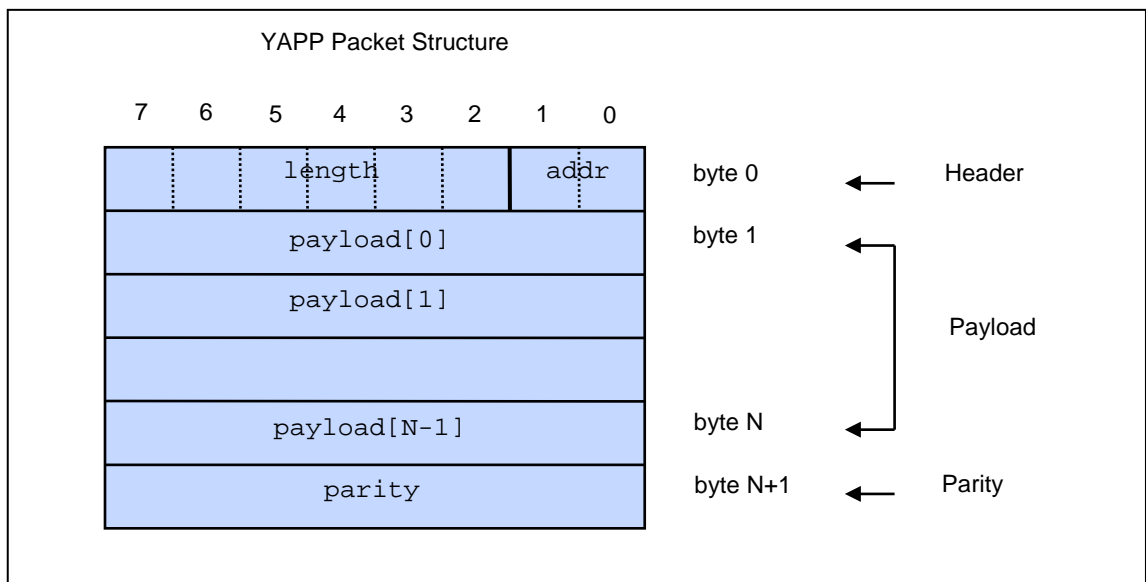 YAPP Packet Structure
7 6 5 4 3 2 1 0
length addr byte 0 Header
payload[0] byte 1
payload[1]
Payload
payload[N-1] byte N
parity byte N+1 Parity